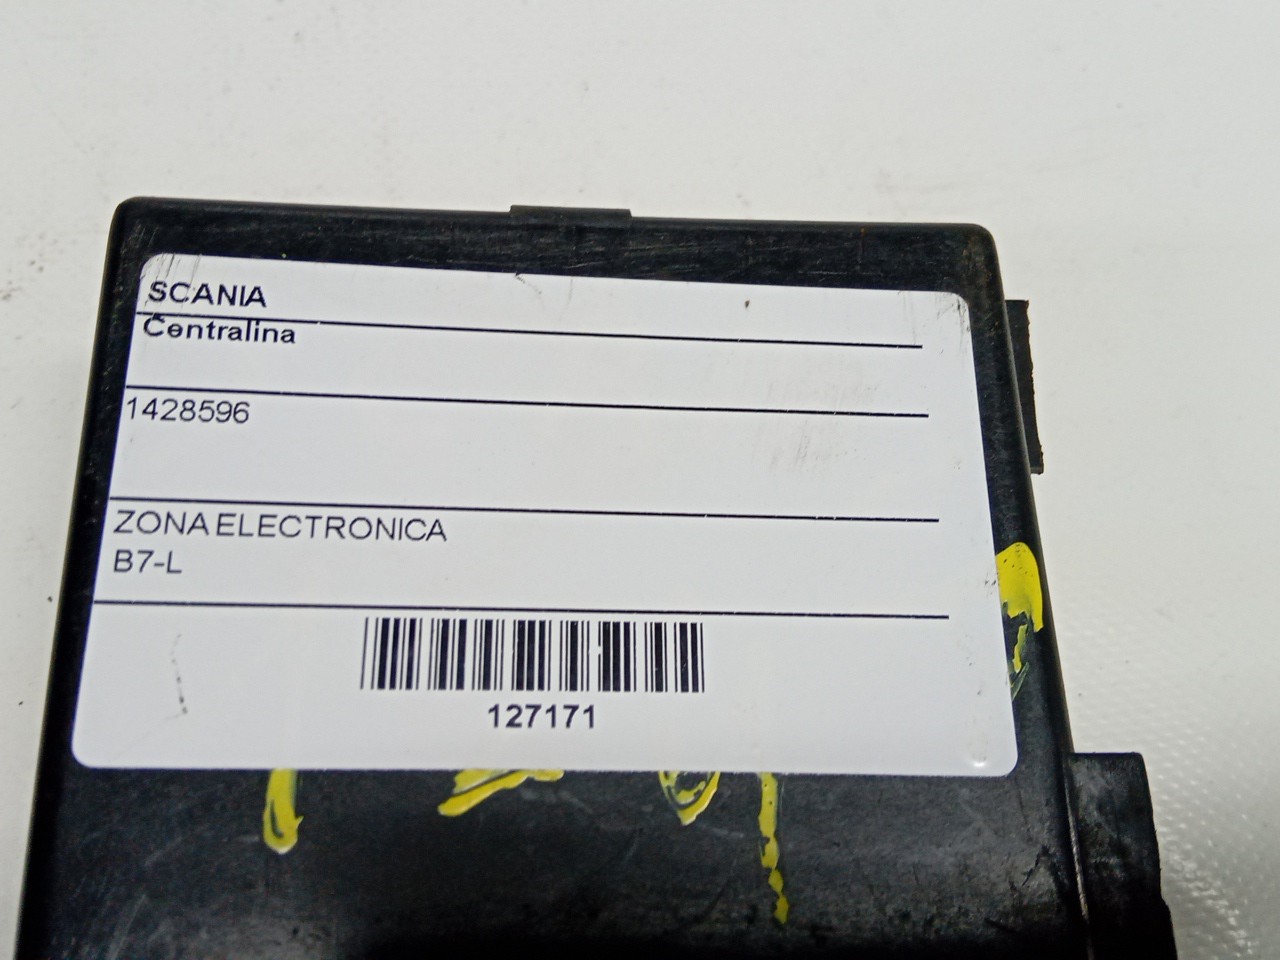 SCANIA
Centralina
1428596
ZONA ELECTRONICA
B7-L
127171